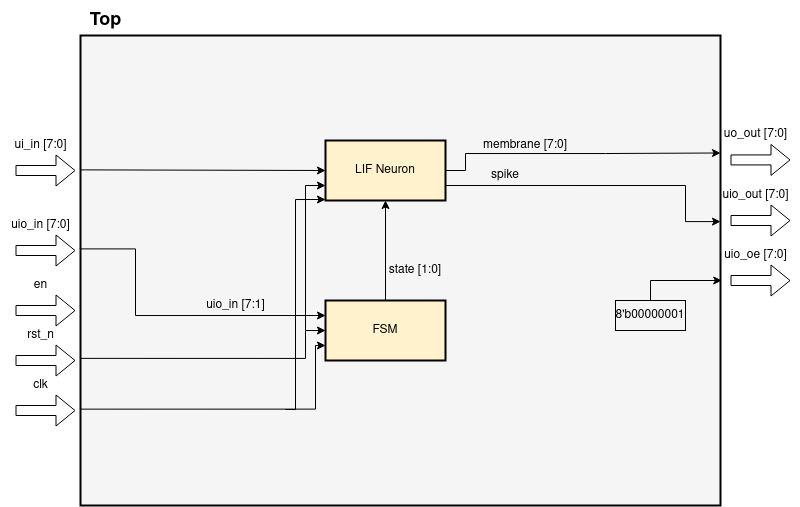 Top
ui_in [7:0]
uio_in [7:0]
en
rst_n
clk
LIF Neuron
membrane [7:0]
spike
state [1:0]
uio_in [7:1]
FSM
8'b00000001
uo_out [7:0]
uio_out [7:0]
uio_oe [7:0]